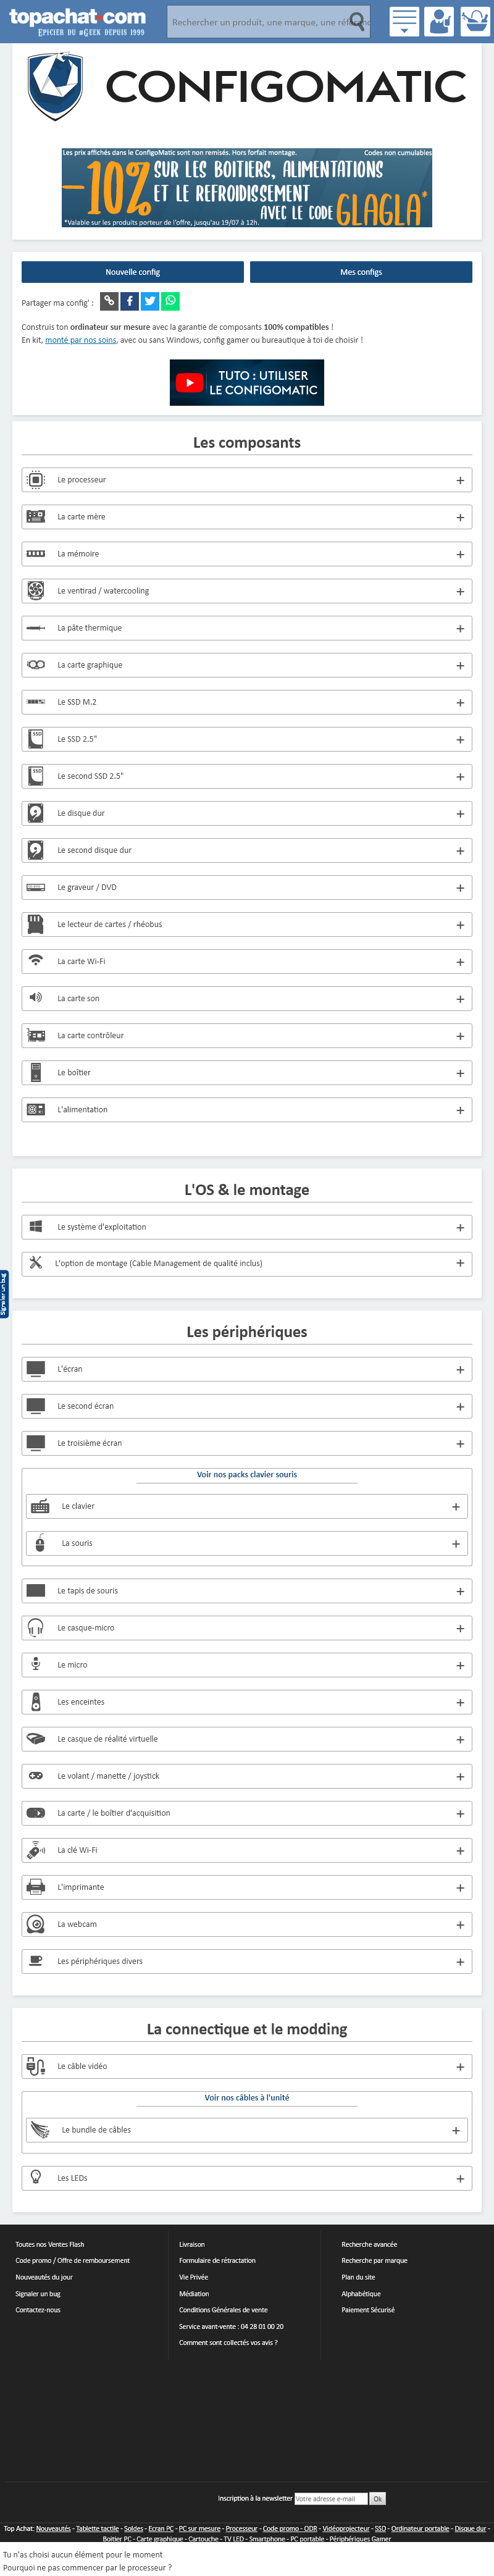 topachat.com
Epicier du #Geek depuis 1999
Rechercher un produit, une marque, une référence
CONFIGOMATIC
Les prix affichés dans le ConfigoMatic sont non remisés. Hors forfait montage.
Codes non cumulables
-10% SUR LES BOITIERS, ALIMENTATIONS
ET LE REFROIDISSEMENT
AVEC LE CODE GLAGLA*
*Valable sur les produits porteur de l'offre, jusqu'au 19/07 à 12h.
Nouvelle config
Mes configs
Partager ma config' :
Construis ton ordinateur sur mesure avec la garantie de composants 100% compatibles !
En kit, monté par nos soins, avec ou sans Windows, config gamer ou bureautique à toi de choisir !
TUTO : UTILISER
LE CONFIGOMATIC
Les composants
Le processeur
La carte mère
La mémoire
Le ventirad / watercooling
La pâte thermique
La carte graphique
Le SSD M.2
SSD
Le SSD 2.5"
SSD
Le second SSD 2.5"
Le disque dur
Le second disque dur
Le graveur / DVD
Le lecteur de cartes / rhéobus
La carte Wi-Fi
La carte son
La carte contrôleur
Le boîtier
L'alimentation
L'OS & le montage
Le système d'exploitation
L'option de montage (Cable Management de qualité inclus)
Signaler un bug
Les périphériques
L'écran
Le second écran
Le troisième écran
Voir nos packs clavier souris
Le clavier
La souris
Le tapis de souris
Le casque-micro
Le micro
Les enceintes
Le casque de réalité virtuelle
Le volant / manette / joystick
La carte / le boîtier d'acquisition
La clé Wi-Fi
L'imprimante
La webcam
Les périphériques divers
La connectique et le modding
Le câble vidéo
Voir nos câbles à l'unité
Le bundle de câbles
Les LEDs
Toutes nos Ventes Flash
Code promo / Offre de remboursement
Nouveautés du jour
Signaler un bug
Contactez-nous
Livraison
Formulaire de rétractation
Vie Privée
Médiation
Conditions Générales de vente
Service avant-vente : 04 28 01 00 20
Comment sont collectés vos avis ?
Recherche avancée
Recherche par marque
Plan du site
Alphabétique
Paiement Sécurisé
Inscription à la newsletter
Votre adresse e-mail
Ok
Top Achat: Nouveautés - Tablette tactile - Soldes - Ecran PC - PC sur mesure - Processeur - Code promo - ODR - Vidéoprojecteur - SSD - Ordinateur portable - Disque dur -
Boitier PC - Carte graphique - Cartouche - TV LED - Smartphone - PC portable - Périphériques Gamer
Tu n'as choisi aucun élément pour le moment
Pourquoi ne pas commencer par le processeur ?